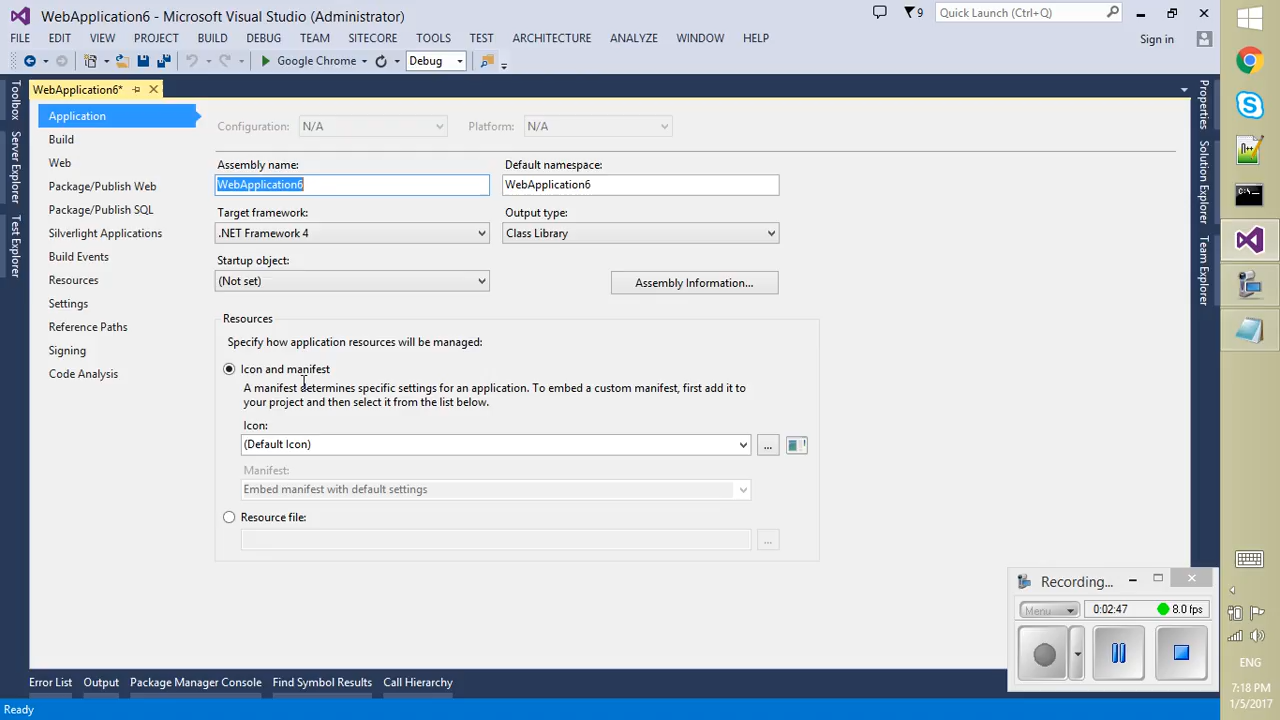 WebApplication6 - Microsoft Visual Studio (Administrator)
9
Quick Launch (Ctrl+Q)
FILE EDIT VIEW PROJECT BUILD DEBUG TEAM SITECORE TOOLS TEST ARCHITECTURE ANALYZE WINDOW HELP
Sign in
Google Chrome
Debug
WebApplication6*
Toolbox
Server Explorer
Test Explorer
Application
Build
Web
Package/Publish Web
Package/Publish SQL
Silverlight Applications
Build Events
Resources
Settings
Reference Paths
Signing
Code Analysis
Configuration: N/A Platform: N/A
Assembly name: Default namespace:
WebApplication6 WebApplication6
Target framework: Output type:
.NET Framework 4 Class Library
Startup object:
(Not set) Assembly Information...
Resources
Specify how application resources will be managed:
Icon and manifest
A manifest determines specific settings for an application. To embed a custom manifest, first add it to
your project and then select it from the list below.
Icon:
(Default Icon) ...
Manifest:
Embed manifest with default settings
Resource file:
...
Properties
Solution Explorer
Team Explorer
Recording...
Menu 0:02:47 8.0 fps
Error List Output Package Manager Console Find Symbol Results Call Hierarchy
Ready
ENG
7:18 PM
1/5/2017